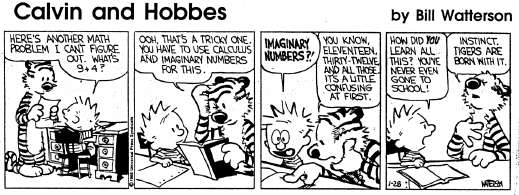 Calvin and Hobbes
by Bill Watterson
HERE'S ANOTHER MATH
PROBLEM I CAN'T FIGURE
OUT. WHAT'S
9+4?
OOH, THAT'S A TRICKY ONE.
YOU HAVE TO USE CALCULUS
AND IMAGINARY NUMBERS
FOR THIS.
IMAGINARY
NUMBERS?!
YOU KNOW,
ELEVENTEEN,
THIRTY-TWELVE,
AND ALL THOSE.
IT'S A LITTLE
CONFUSING
AT FIRST.
HOW DID YOU
LEARN ALL
THIS? YOU'VE
NEVER EVEN
GONE TO
SCHOOL!
INSTINCT.
TIGERS ARE
BORN WITH IT.
1-28